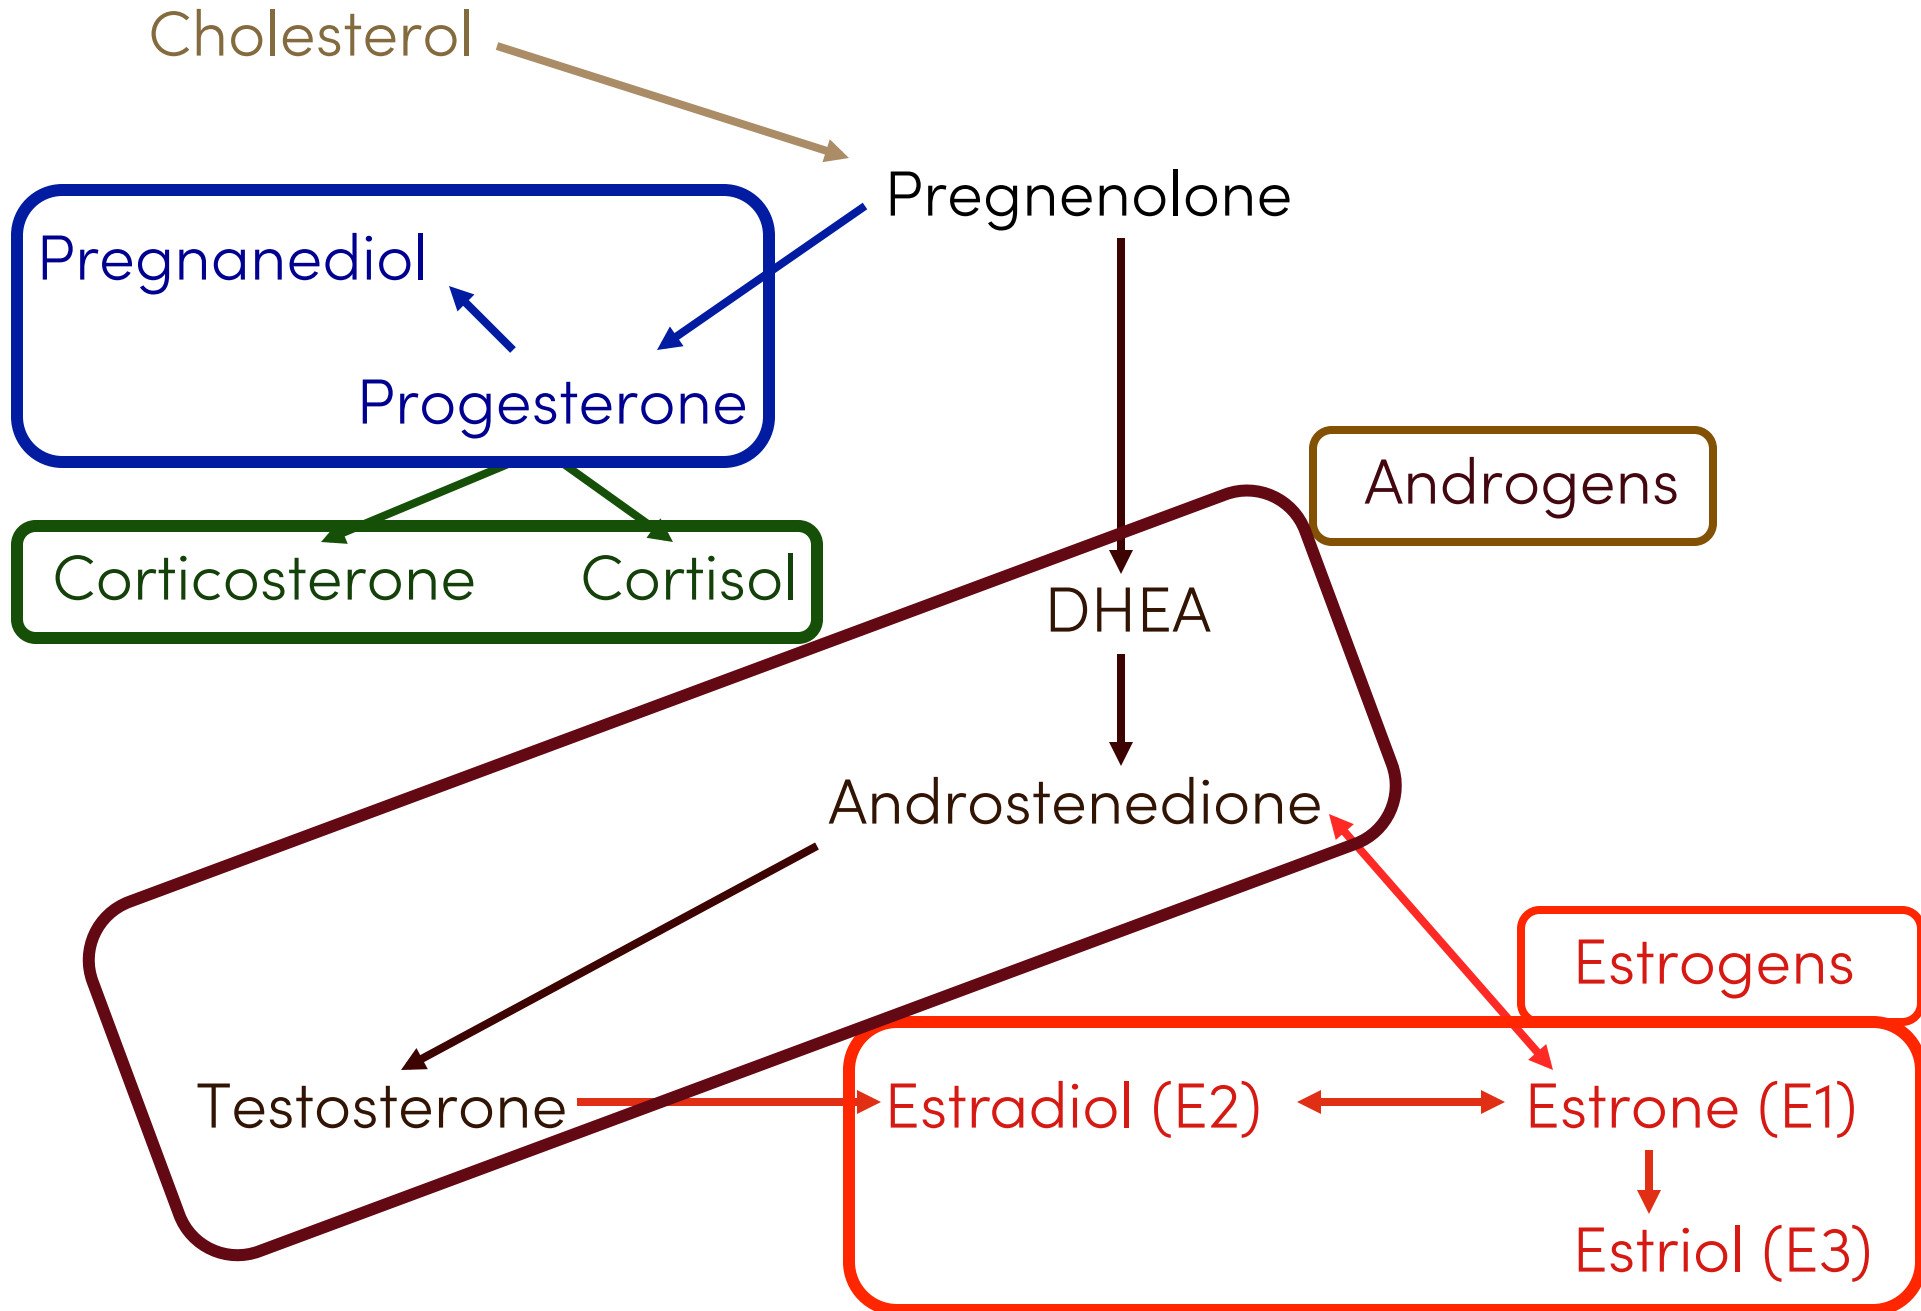 Cholesterol
Pregnenolone
Pregnanediol
Progesterone
Androgens
Corticosterone
Cortisol
DHEA
Androstenedione
Estrogens
Testosterone
Estradiol (E2)
Estrone (E1)
Estriol (E3)